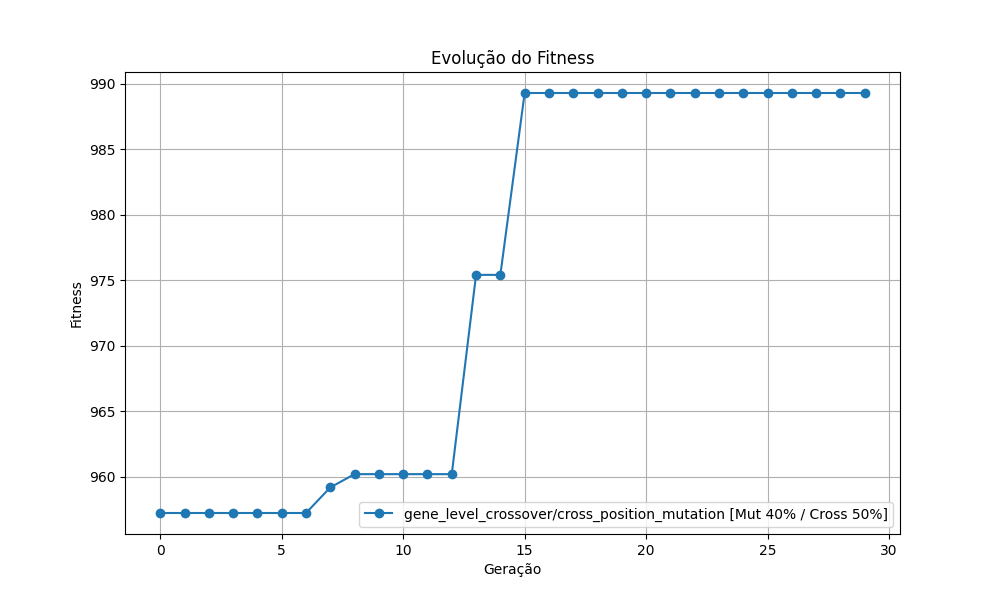 Evolução do Fitness
990
985
980
975
970
965
960
Fitness
gene_level_crossover/cross_position_mutation [Mut 40% / Cross 50%]
0 5 10 15 20 25 30
Geração